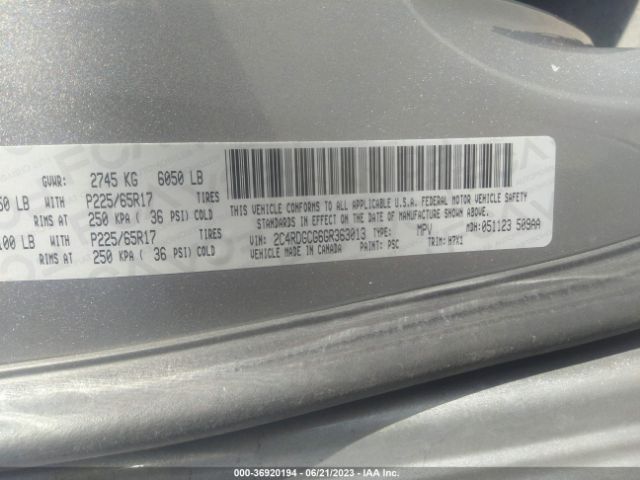 GVWR: 2745 KG 6050 LB
50 LB WITH P225/65R17 TIRES
RIMS AT 250 KPA ( 36 PSI) COLD
100 LB WITH P225/65R17 TIRES
RIMS AT 250 KPA ( 36 PSI) COLD
THIS VEHICLE CONFORMS TO ALL APPLICABLE U.S.A. FEDERAL MOTOR VEHICLE SAFETY
STANDARDS IN EFFECT ON THE DATE OF MANUFACTURE SHOWN ABOVE.
VIN: 2C4RDGCG6GR363013 TYPE: MPV MDH: 051123 509AA
VEHICLE MADE IN CANADA PAINT: PSC TRIM: H7X1
000-36920194 - 06/21/2023 - IAA Inc.